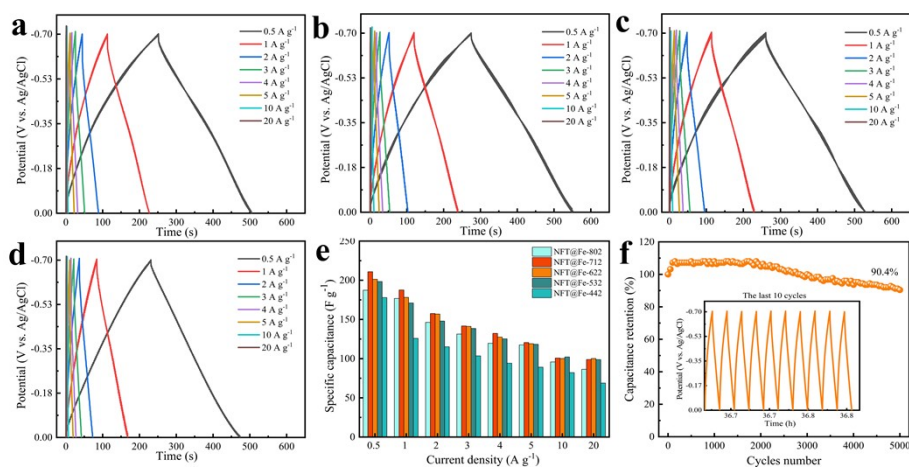 a
-0.70
-0.53
-0.35
-0.18
0.00
Potential (V vs. Ag/AgCl)
0 100 200 300 400 500 600
Time (s)
0.5 A g-1
1 A g-1
2 A g-1
3 A g-1
4 A g-1
5 A g-1
10 A g-1
20 A g-1
b
-0.70
-0.53
-0.35
-0.18
0.00
Potential (V vs. Ag/AgCl)
0 100 200 300 400 500 600
Time (s)
0.5 A g-1
1 A g-1
2 A g-1
3 A g-1
4 A g-1
5 A g-1
10 A g-1
20 A g-1
c
-0.70
-0.53
-0.35
-0.18
0.00
Potential (V vs. Ag/AgCl)
0 100 200 300 400 500 600
Time (s)
0.5 A g-1
1 A g-1
2 A g-1
3 A g-1
4 A g-1
5 A g-1
10 A g-1
20 A g-1
d
-0.70
-0.53
-0.35
-0.18
0.00
Potential (V vs. Ag/AgCl)
0 100 200 300 400 500 600
Time (s)
0.5 A g-1
1 A g-1
2 A g-1
3 A g-1
4 A g-1
5 A g-1
10 A g-1
20 A g-1
e
250
200
150
100
50
0
Specific capacitance (F g-1)
0.5 1 2 3 4 5 10 20
Current density (A g-1)
NFT@Fe-802
NFT@Fe-712
NFT@Fe-622
NFT@Fe-532
NFT@Fe-442
f
120
100
80
60
40
20
0
Capacitance retention (%)
90.4%
The last 10 cycles
-0.70
-0.52
-0.35
-0.17
0.00
Potential (V vs. Ag/AgCl)
36.7 36.7 36.8 36.8
Time (h)
0 1000 2000 3000 4000 5000
Cycles number